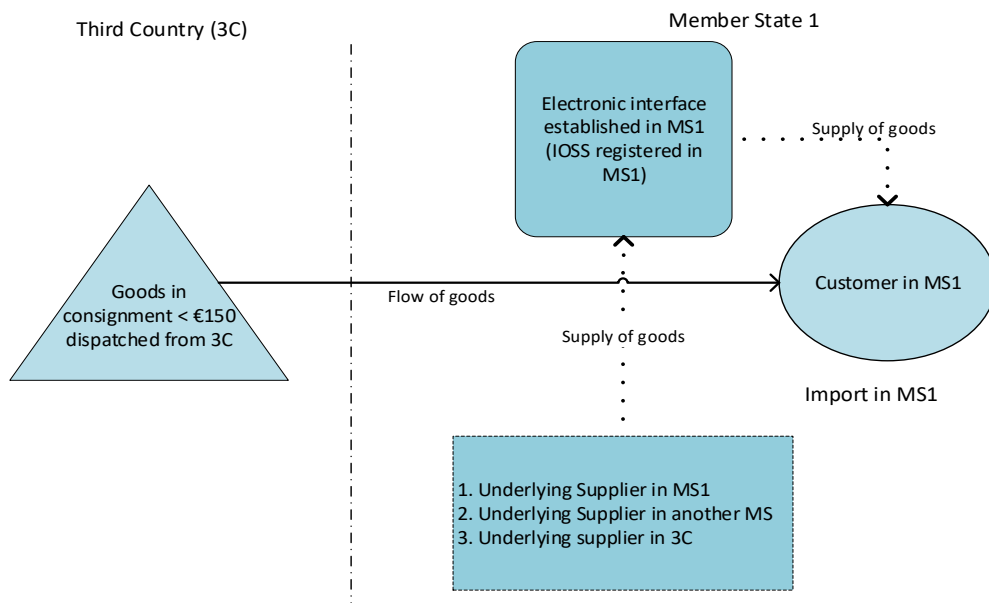 Third Country (3C)
Member State 1
Electronic interface
established in MS1
(IOSS registered in
MS1)
Supply of goods
Goods in
consignment < €150
dispatched from 3C
Flow of goods
Customer in MS1
Supply of goods
Import in MS1
1. Underlying Supplier in MS1
2. Underlying Supplier in another MS
3. Underlying supplier in 3C